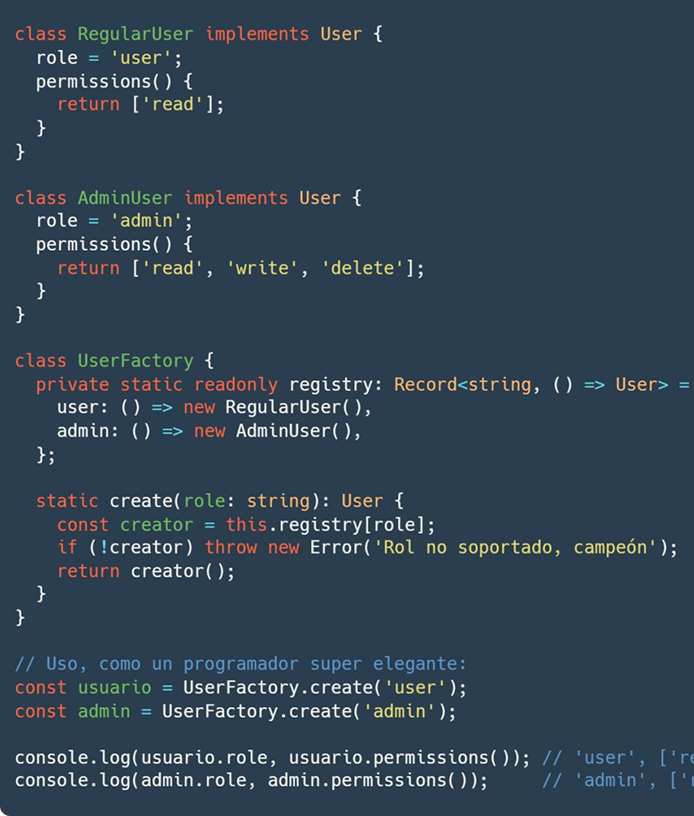 class RegularUser implements User {
  role = 'user';
  permissions() {
    return ['read'];
  }
}

class AdminUser implements User {
  role = 'admin';
  permissions() {
    return ['read', 'write', 'delete'];
  }
}

class UserFactory {
  private static readonly registry: Record<string, () => User> =
    user: () => new RegularUser(),
    admin: () => new AdminUser(),
  };

  static create(role: string): User {
    const creator = this.registry[role];
    if (!creator) throw new Error('Rol no soportado, campeón');
    return creator();
  }
}

// Uso, como un programador super elegante:
const usuario = UserFactory.create('user');
const admin = UserFactory.create('admin');

console.log(usuario.role, usuario.permissions()); // 'user', ['re
console.log(admin.role, admin.permissions());     // 'admin', ['r